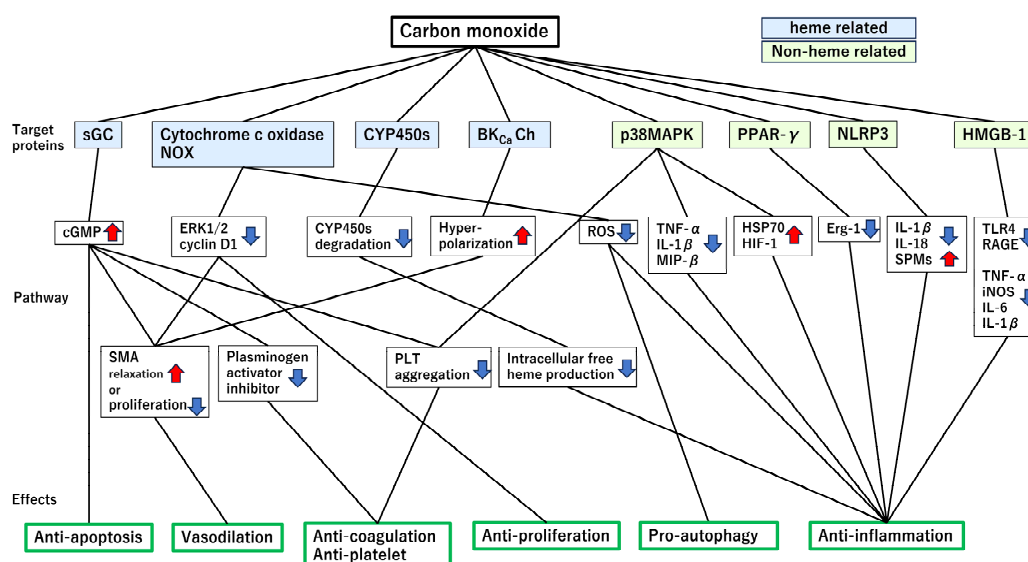 Carbon monoxide
heme related
Non-heme related
Target
proteins
sGC
Cytochrome c oxidase
NOX
CYP450s
BKCa Ch
p38MAPK
PPAR-γ
NLRP3
HMGB-1
cGMP
ERK1/2
cyclin D1
CYP450s
degradation
Hyper-
polarization
ROS
TNF-α
IL-1β
MIP-β
HSP70
HIF-1
Erg-1
IL-1β
IL-18
SPMs
TLR4
RAGE
TNF-α
iNOS
IL-6
IL-1β
Pathway
SMA
relaxation
or
proliferation
Plasminogen
activator
inhibitor
PLT
aggregation
Intracellular free
heme production
Effects
Anti-apoptosis
Vasodilation
Anti-coagulation
Anti-platelet
Anti-proliferation
Pro-autophagy
Anti-inflammation